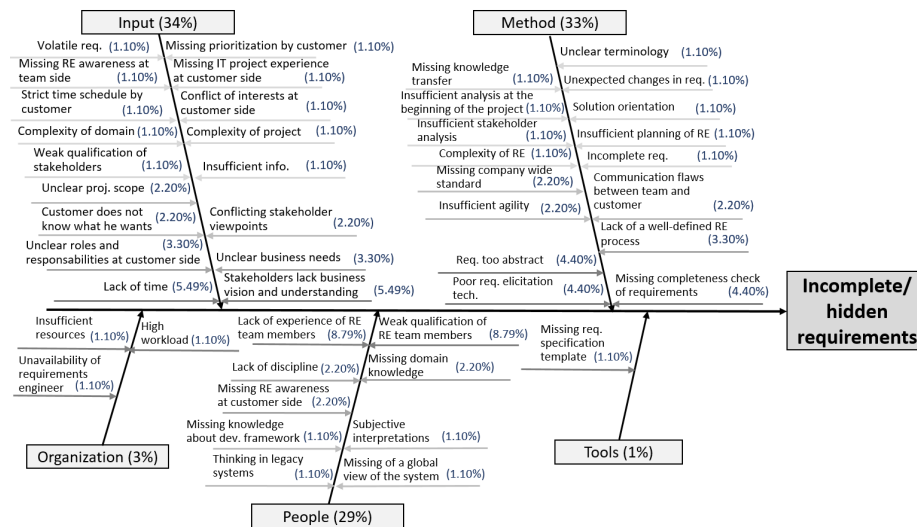 Input (34%)
Volatile req. (1.10%)
Missing prioritization by customer (1.10%)
Missing RE awareness at
team side (1.10%)
Missing IT project experience
at customer side (1.10%)
Strict time schedule by
customer (1.10%)
Conflict of interests at
customer side (1.10%)
Complexity of domain (1.10%)
Complexity of project (1.10%)
Weak qualification of
stakeholders (1.10%)
Insufficient info. (1.10%)
Unclear proj. scope (2.20%)
Customer does not
know what he wants (2.20%)
Conflicting stakeholder
viewpoints (2.20%)
Unclear roles and
responsabilities at customer side (3.30%)
Unclear business needs (3.30%)
Lack of time (5.49%)
Stakeholders lack business
vision and understanding (5.49%)
Method (33%)
Unclear terminology (1.10%)
Missing knowledge
transfer (1.10%)
Unexpected changes in req. (1.10%)
Insufficient analysis at the
beginning of the project (1.10%)
Solution orientation (1.10%)
Insufficient stakeholder
analysis (1.10%)
Insufficient planning of RE (1.10%)
Complexity of RE (1.10%)
Incomplete req. (1.10%)
Missing company wide
standard (2.20%)
Communication flaws
between team and
customer (2.20%)
Insufficient agility (2.20%)
Lack of a well-defined RE
process (3.30%)
Req. too abstract (4.40%)
Poor req. elicitation
tech. (4.40%)
Missing completeness check
of requirements (4.40%)
Incomplete/
hidden
requirements
Insufficient
resources (1.10%)
High
workload (1.10%)
Unavailability of
requirements
engineer (1.10%)
Organization (3%)
Lack of experience of RE
team members (8.79%)
Weak qualification of
RE team members (8.79%)
Lack of discipline (2.20%)
Missing domain
knowledge (2.20%)
Missing RE awareness
at customer side (2.20%)
Missing knowledge
about dev. framework (1.10%)
Subjective
interpretations (1.10%)
Thinking in legacy
systems (1.10%)
Missing of a global
view of the system (1.10%)
People (29%)
Missing req.
specification
template (1.10%)
Tools (1%)